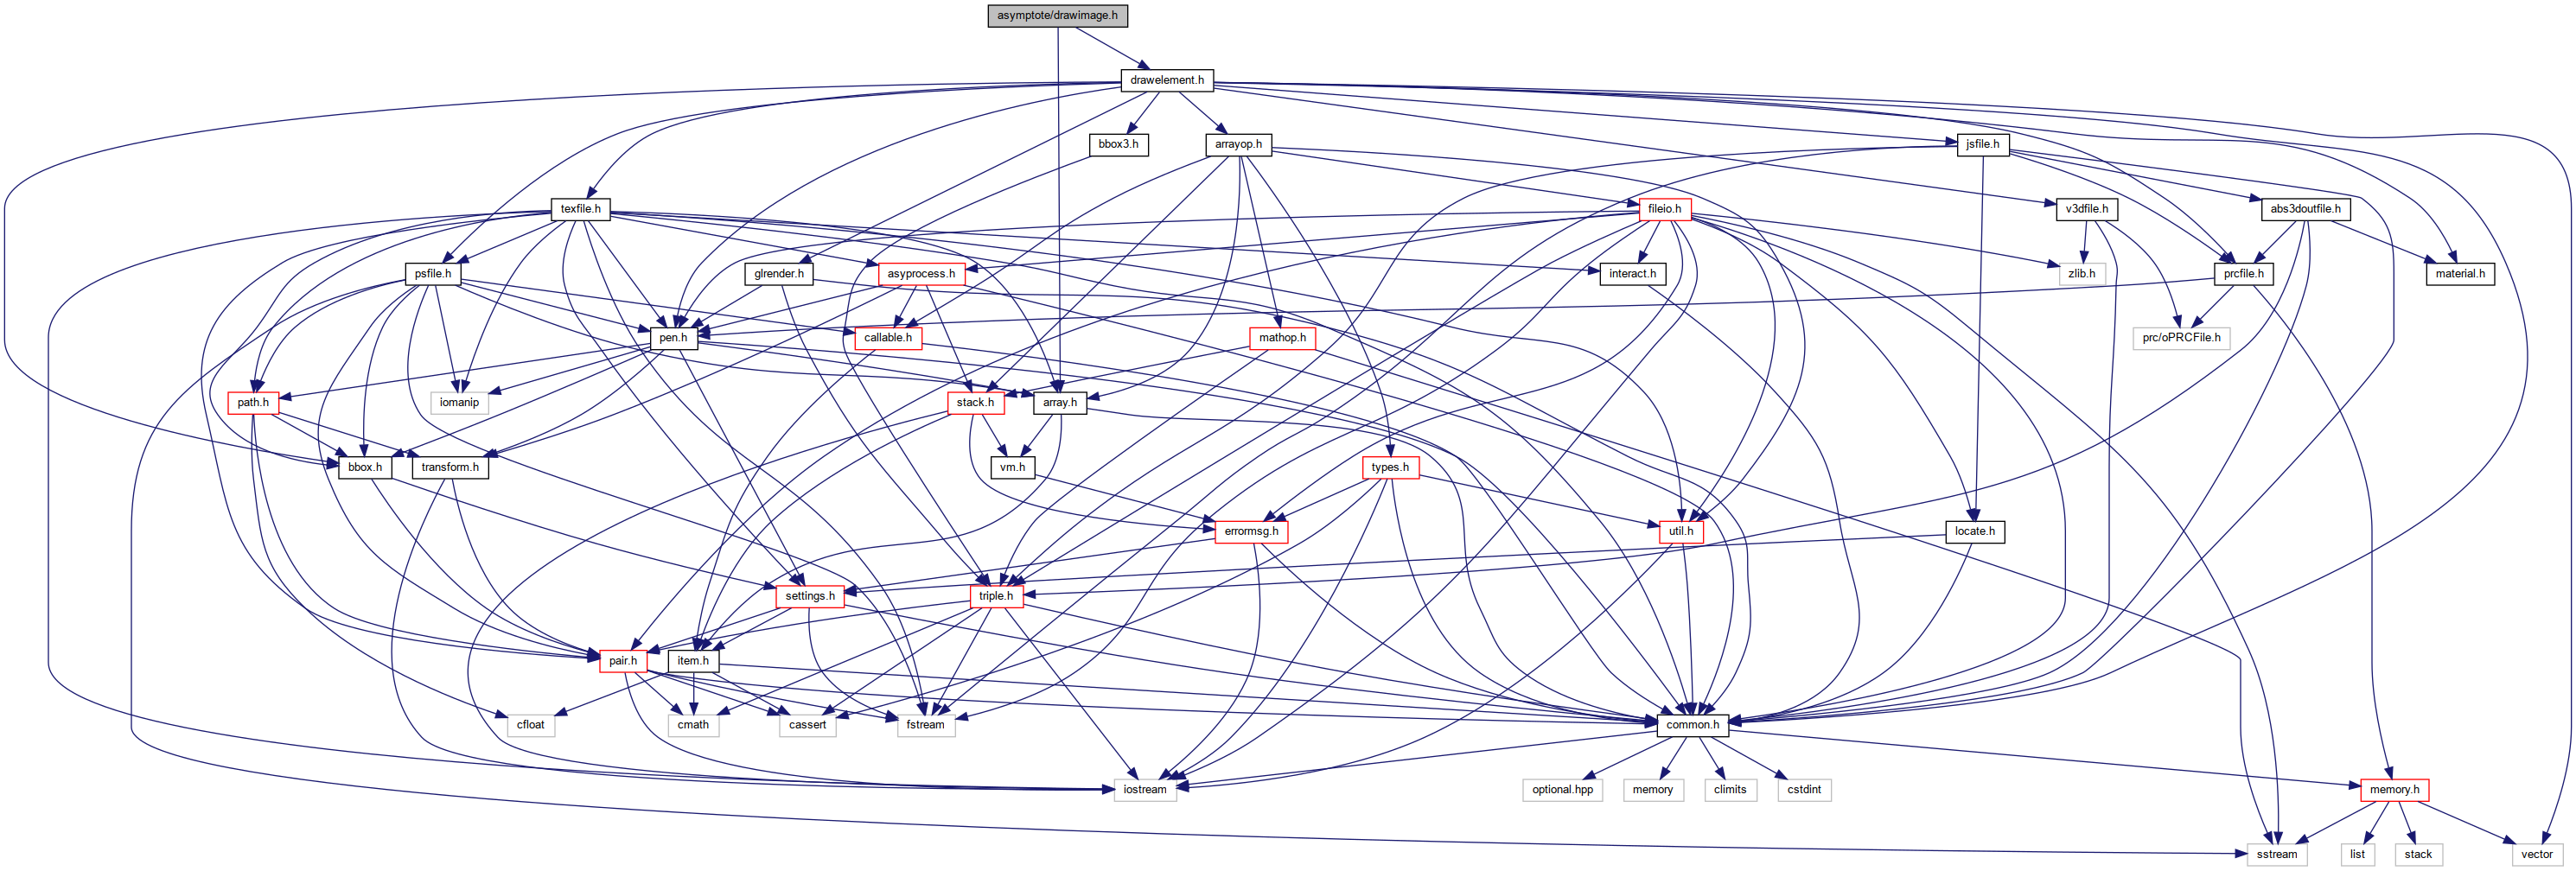 asymptote/drawimage.h
drawelement.h
bbox3.h
arrayop.h
jsfile.h
texfile.h
fileio.h
v3dfile.h
abs3doutfile.h
psfile.h
glrender.h
asyprocess.h
interact.h
zlib.h
prcfile.h
material.h
pen.h
callable.h
mathop.h
prc/oPRCFile.h
path.h
iomanip
stack.h
array.h
bbox.h
transform.h
vm.h
types.h
errormsg.h
util.h
locate.h
settings.h
triple.h
pair.h
item.h
cfloat
cmath
cassert
fstream
common.h
iostream
optional.hpp
memory
climits
cstdint
memory.h
sstream
list
stack
vector